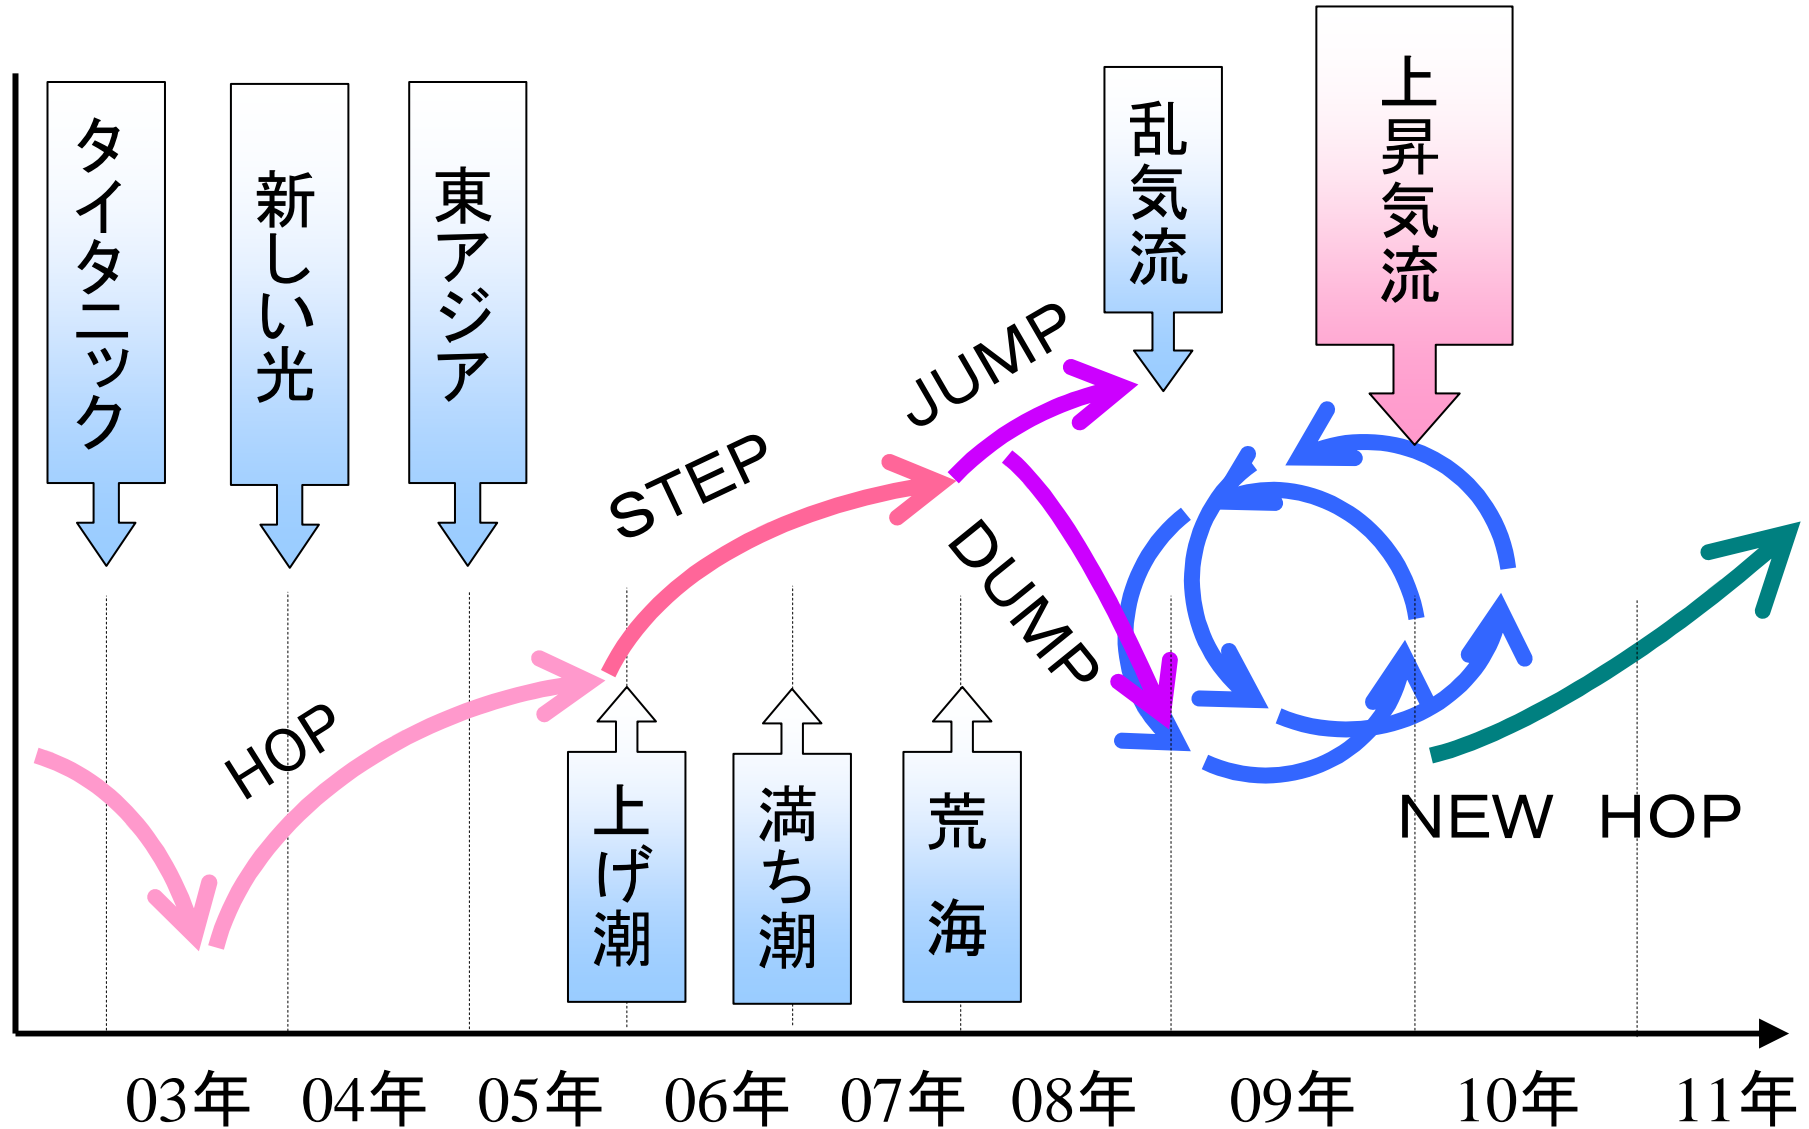 タイタニック
新しい光
東アジア
乱気流
上昇気流
JUMP
STEP
DUMP
HOP
上げ潮
満ち潮
荒海
NEW HOP
03年 04年 05年 06年 07年 08年 09年 10年 11年